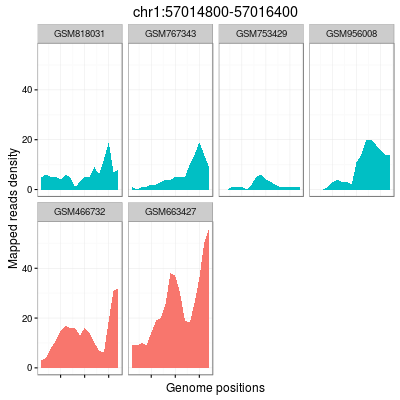 chr1:57014800-57016400
GSM818031 GSM767343 GSM753429 GSM956008
40
20
0
Mapped reads density
GSM466732 GSM663427
40
20
0
Genome positions